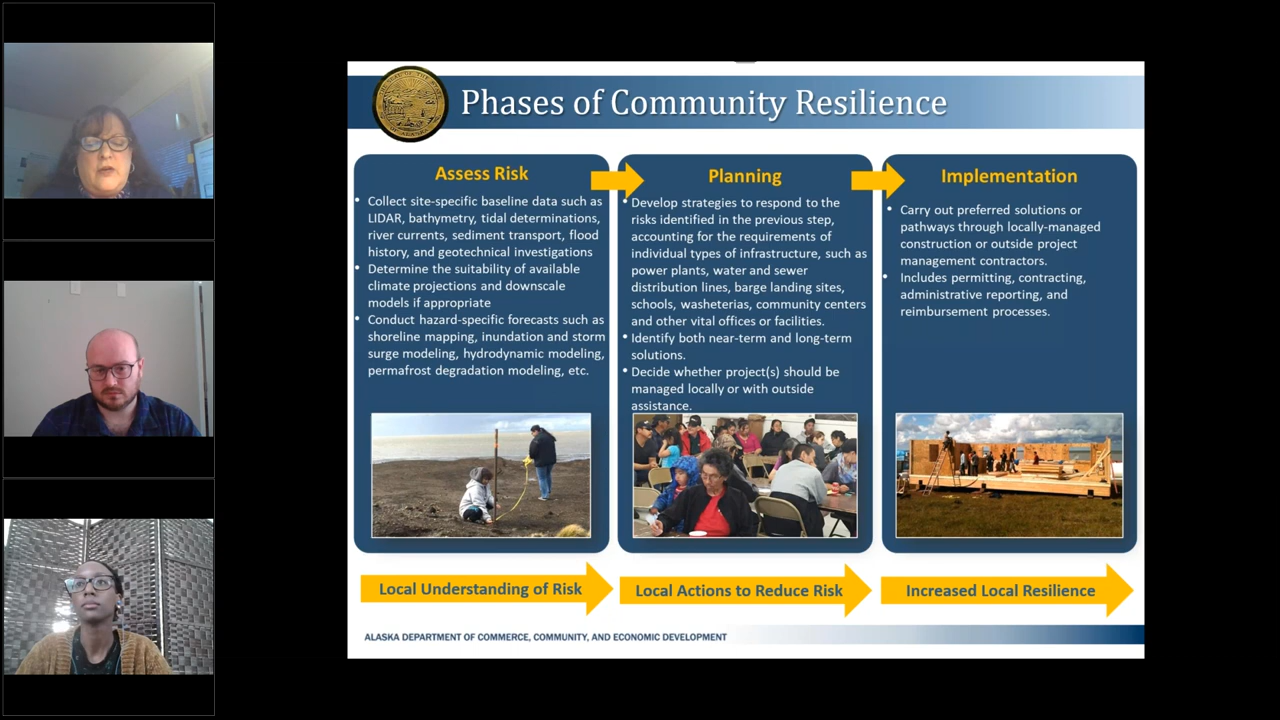 Phases of Community Resilience
Assess Risk
• Collect site-specific baseline data such as
LIDAR, bathymetry, tidal determinations,
river currents, sediment transport, flood
history, and geotechnical investigations
• Determine the suitability of available
climate projections and downscale
models if appropriate
• Conduct hazard-specific forecasts such as
shoreline mapping, inundation and storm
surge modeling, hydrodynamic modeling,
permafrost degradation modeling, etc.
Planning
• Develop strategies to respond to the
risks identified in the previous step,
accounting for the requirements of
individual types of infrastructure, such as
power plants, water and sewer
distribution lines, barge landing sites,
schools, washeterias, community centers
and other vital offices or facilities.
• Identify both near-term and long-term
solutions.
• Decide whether project(s) should be
managed locally or with outside
assistance.
Implementation
• Carry out preferred solutions or
pathways through locally-managed
construction or outside project
management contractors.
• Includes permitting, contracting,
administrative reporting, and
reimbursement processes.
Local Understanding of Risk
Local Actions to Reduce Risk
Increased Local Resilience
ALASKA DEPARTMENT OF COMMERCE, COMMUNITY, AND ECONOMIC DEVELOPMENT